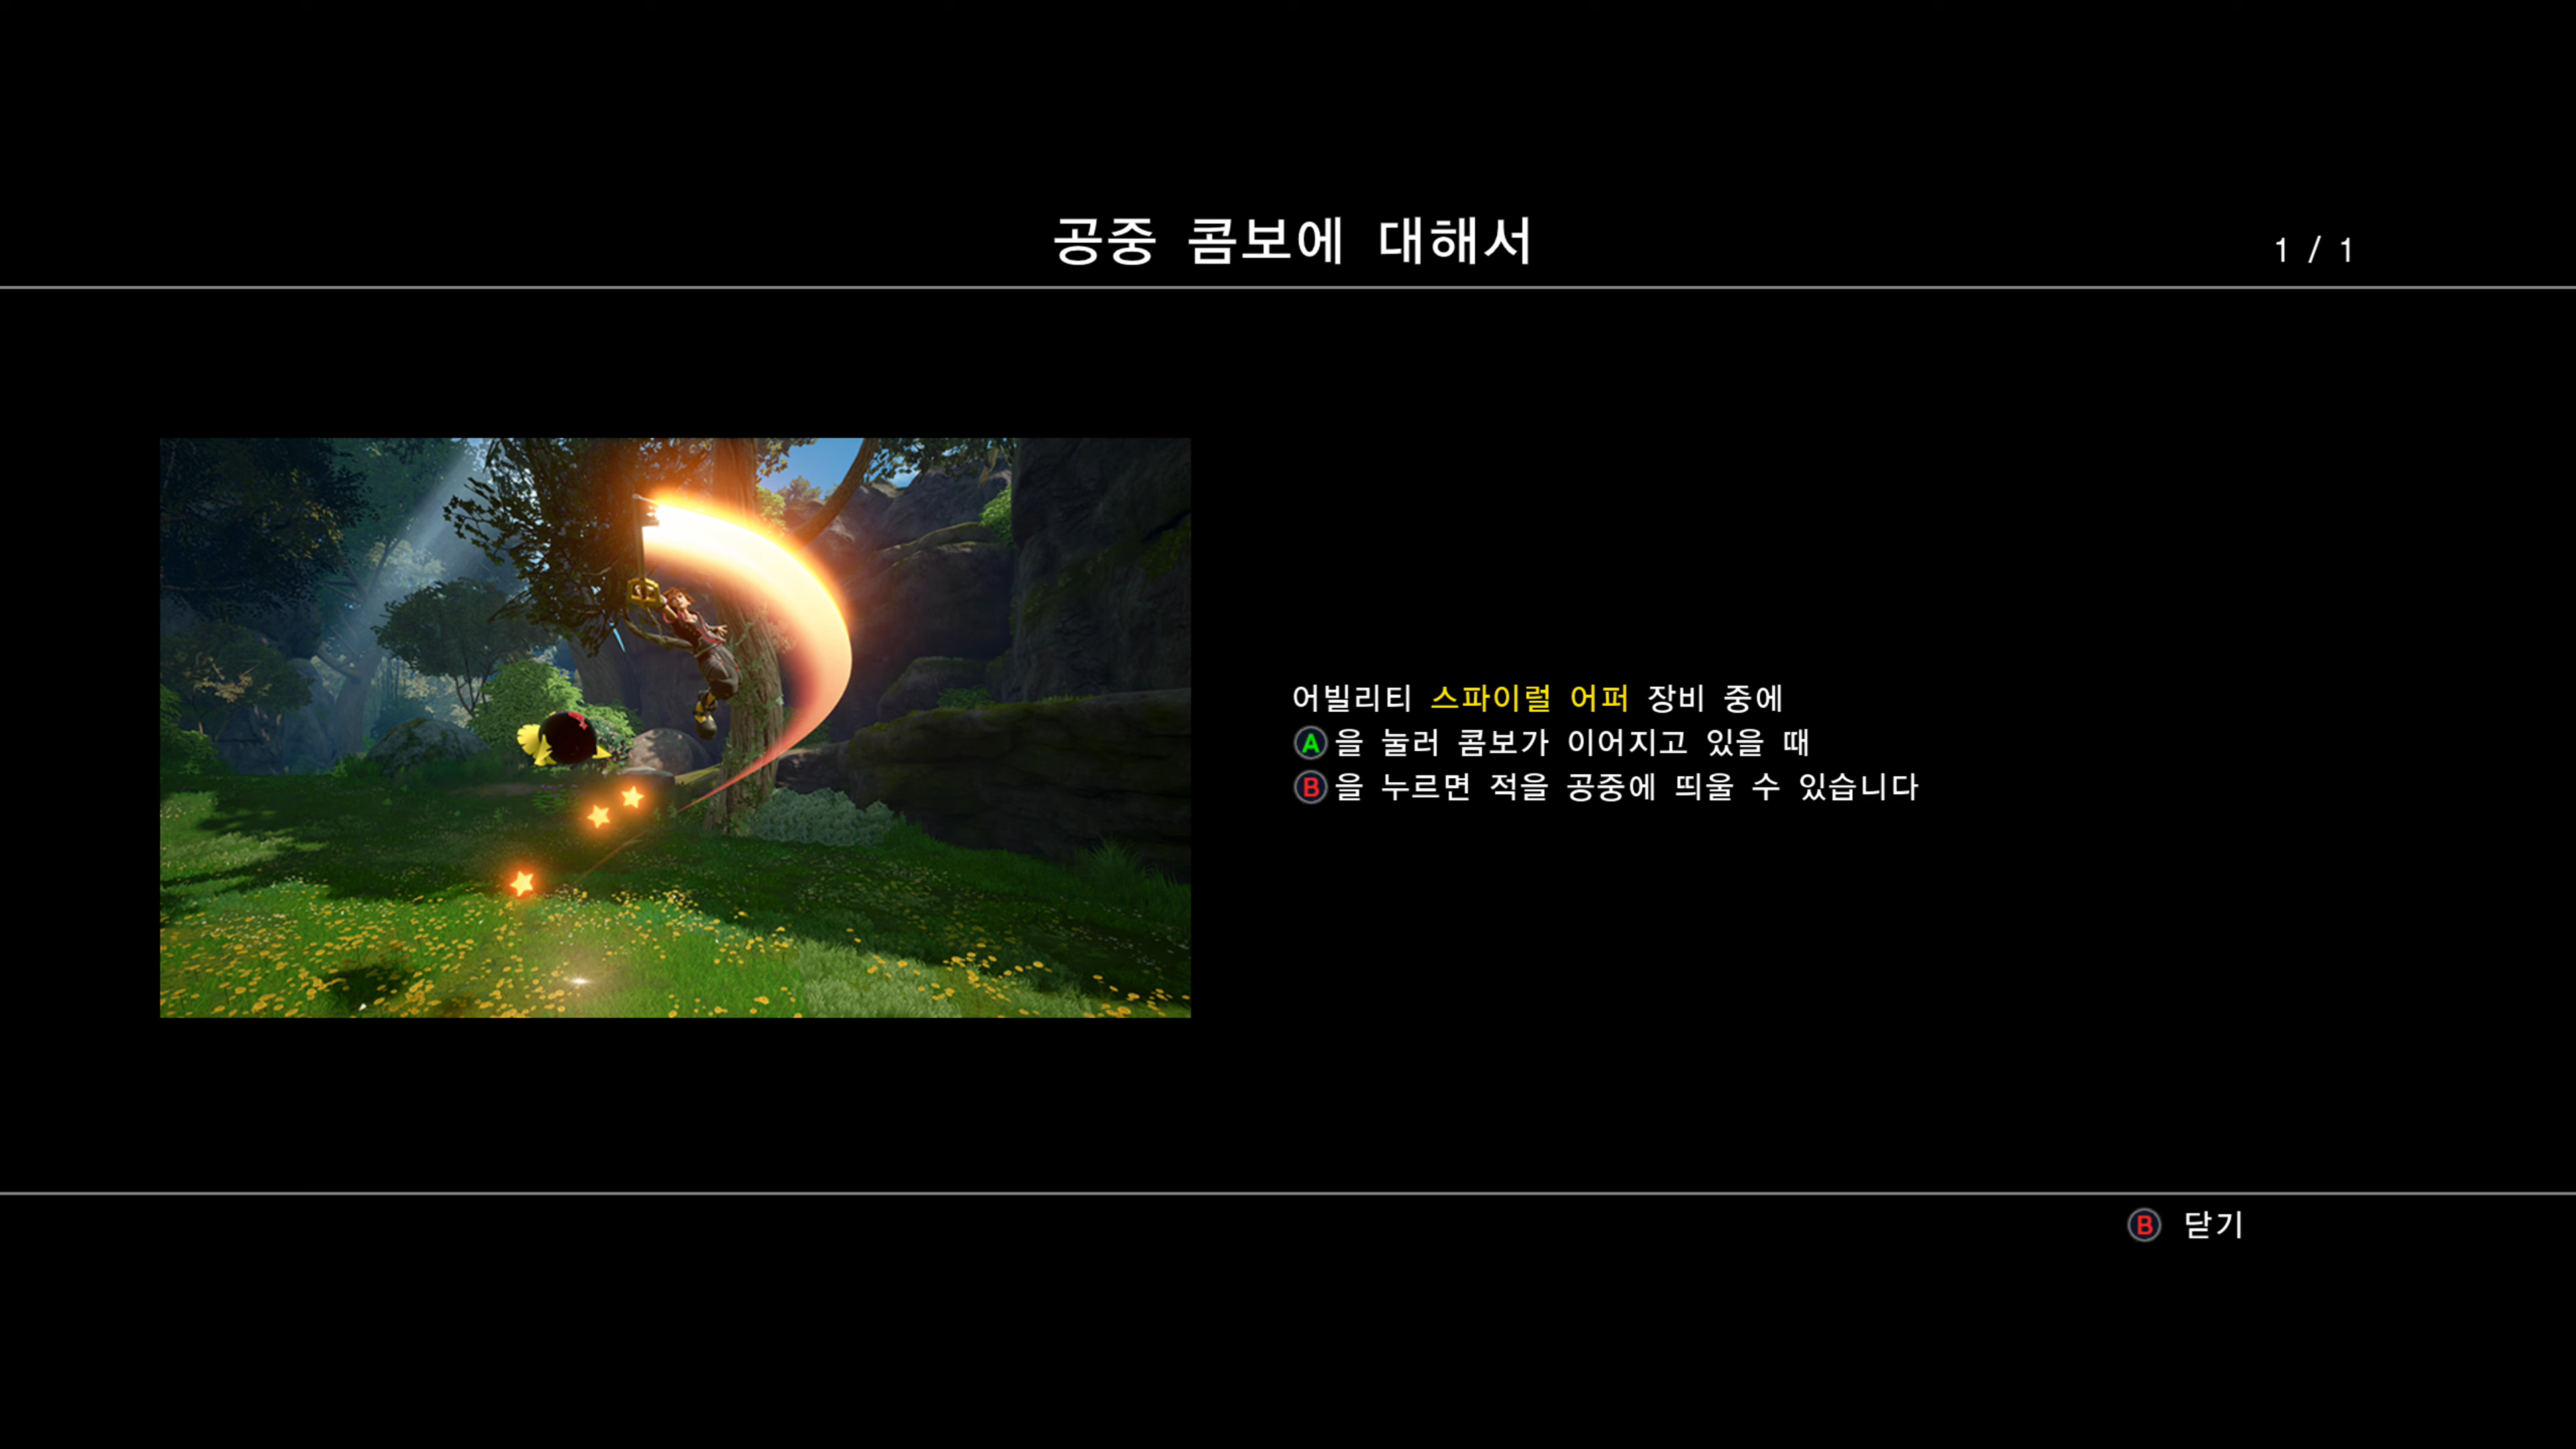 공중 콤보에 대해서
1 / 1
어빌리티 스파이럴 어퍼 장비 중에
A을 눌러 콤보가 이어지고 있을 때
B을 누르면 적을 공중에 띄울 수 있습니다
B 닫기